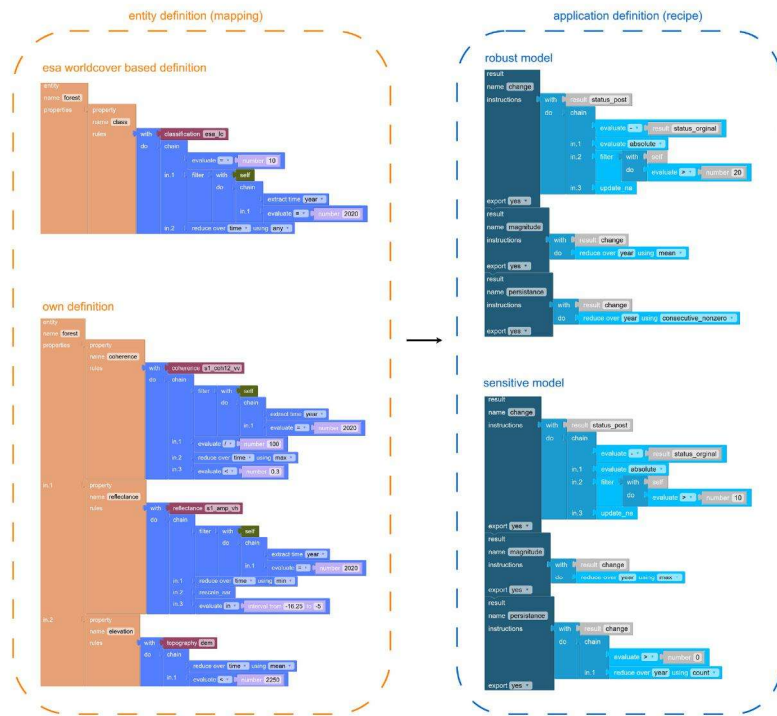 entity definition (mapping)
esa worldcover based definition
entity
name forest
properties property
name class
rules with classification esa_lc
do chain
evaluate = number 10
in.1 filter with self
do chain
extract time year
in.1 evaluate = number 2020
in.2 reduce over time using any
own definition
entity
name forest
properties property
name coherence
rules with coherence s1_coh12_vv
do chain
filter with self
do chain
extract time year
in.1 evaluate = number 2020
in.1 evaluate / number 100
in.2 reduce over time using max
in.3 evaluate < number 0.3
in.1 property
name reflectance
rules with reflectance s1_amp_vh
do chain
filter with self
do chain
extract time year
in.1 evaluate = number 2020
in.1 reduce over time using min
in.2
in.3 evaluate in interval from -16.25 to -5
in.2 property
name elevation
rules with topography dem
do chain
reduce over time using mean
in.1 evaluate < number 2250
application definition (recipe)
robust model
result
name change
instructions with result status_post
do chain
evaluate - result status_orginal
in.1 evaluate absolute
in.2 filter with self
do evaluate > number 20
in.3 update_na
export yes
result
name magnitude
instructions with result change
do reduce over year using mean
export yes
result
name persistance
instructions with result change
do reduce over year using consecutive_nonzero
export yes
sensitive model
result
name change
instructions with result status_post
do chain
evaluate - result status_orginal
in.1 evaluate absolute
in.2 filter with self
do evaluate > number 10
in.3 update_na
export yes
result
name magnitude
instructions with result change
do reduce over year using max
export yes
result
name persistance
instructions with result change
do chain
evaluate > number 0
in.1 reduce over year using count
export yes